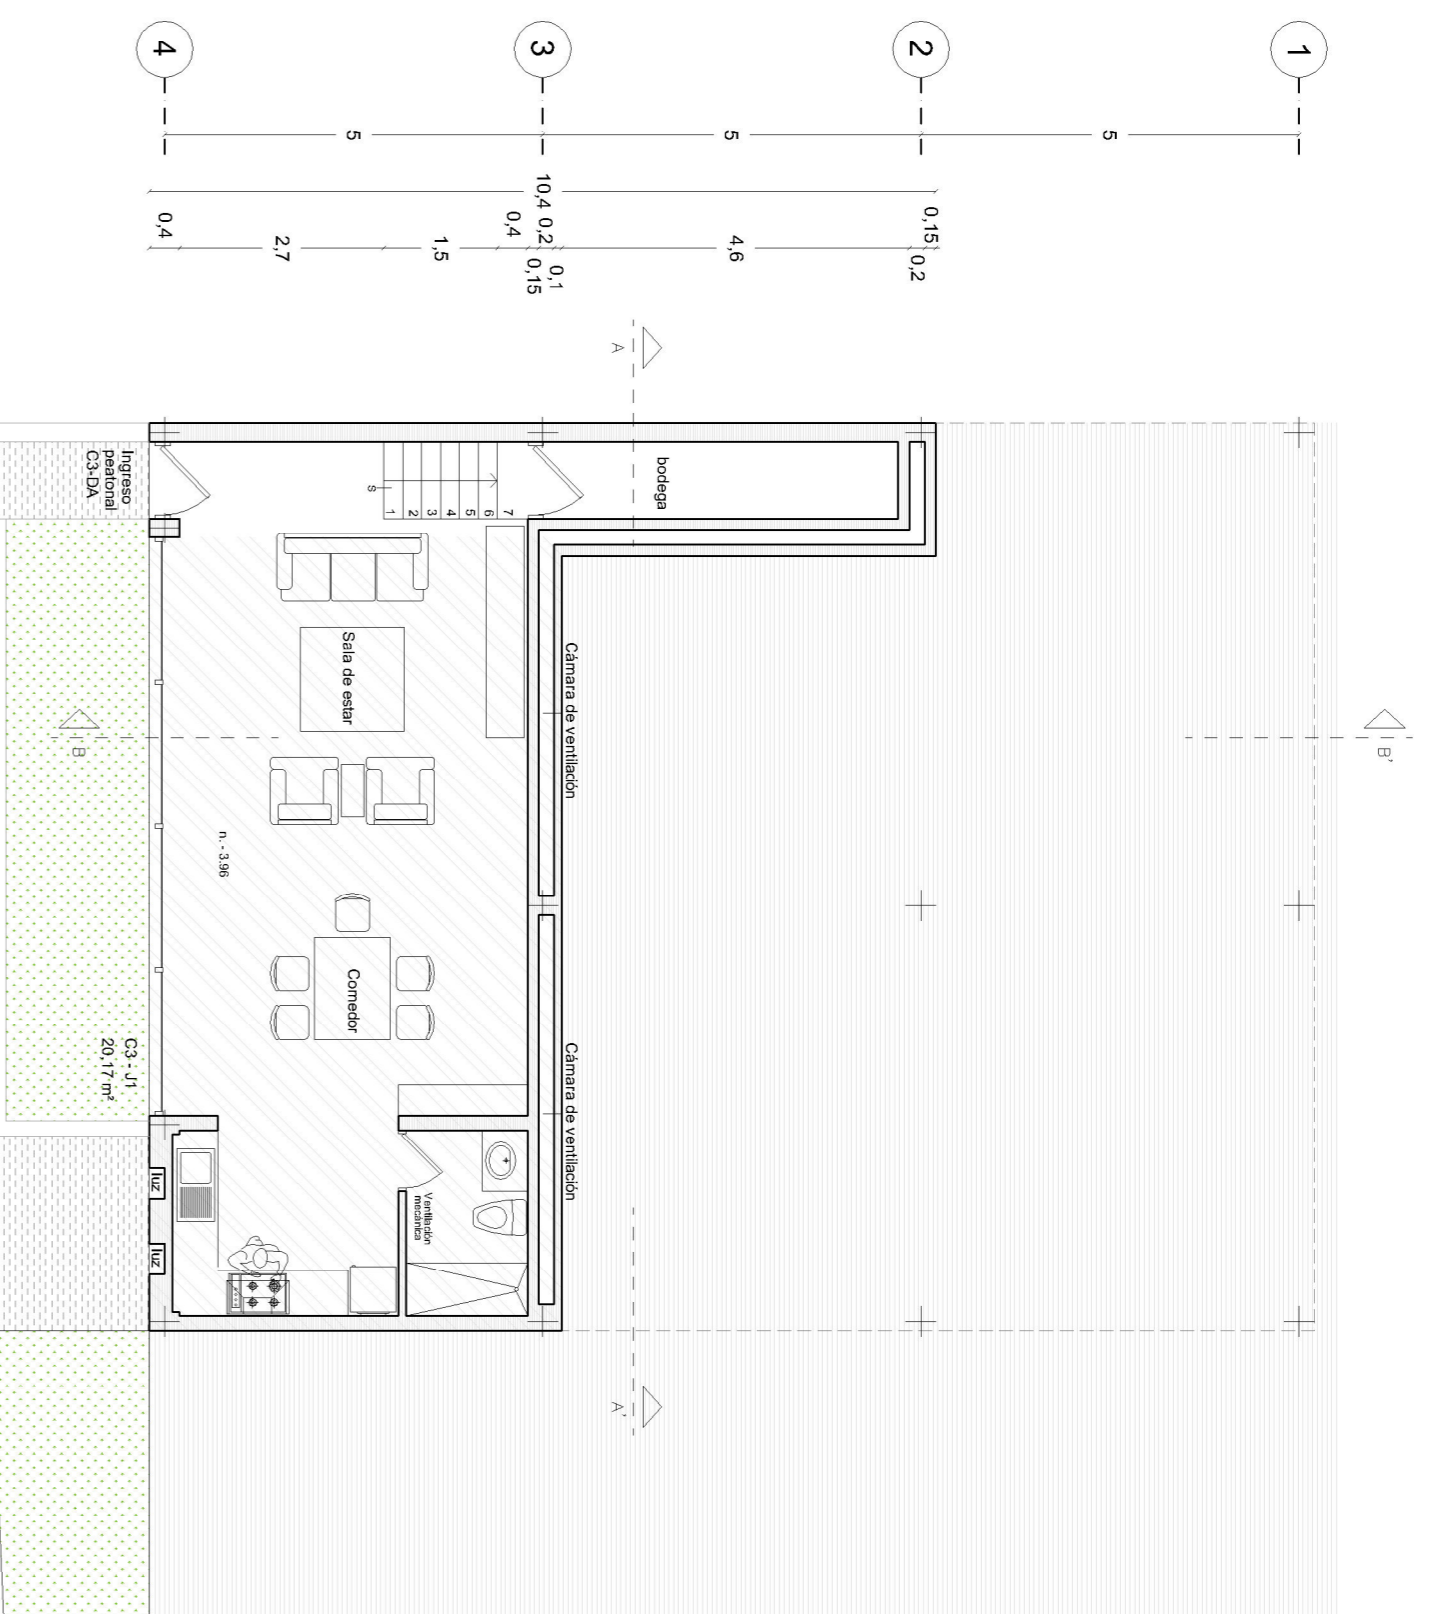 4
3
2
1
5
5
5
10,4
0,4
2,7
1,5
0,4
0,2
0,15
0,1
4,6
0,15
0,2
A
bodega
Ingreso
peatonal
C3-DA
s
1
2
3
4
5
6
7
Sala de estar
Cámara de ventilación
B
B'
n. - 3.96
Comedor
C3 - J1
20,17 m²
Cámara de ventilación
luz
luz
Ventilación
mecánica
A'